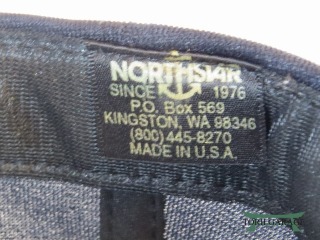 NORTHSTAR
SINCE 1976
P.O. Box 569
KINGSTON, WA 98346
(800) 445-8270
MADE IN U.S.A.